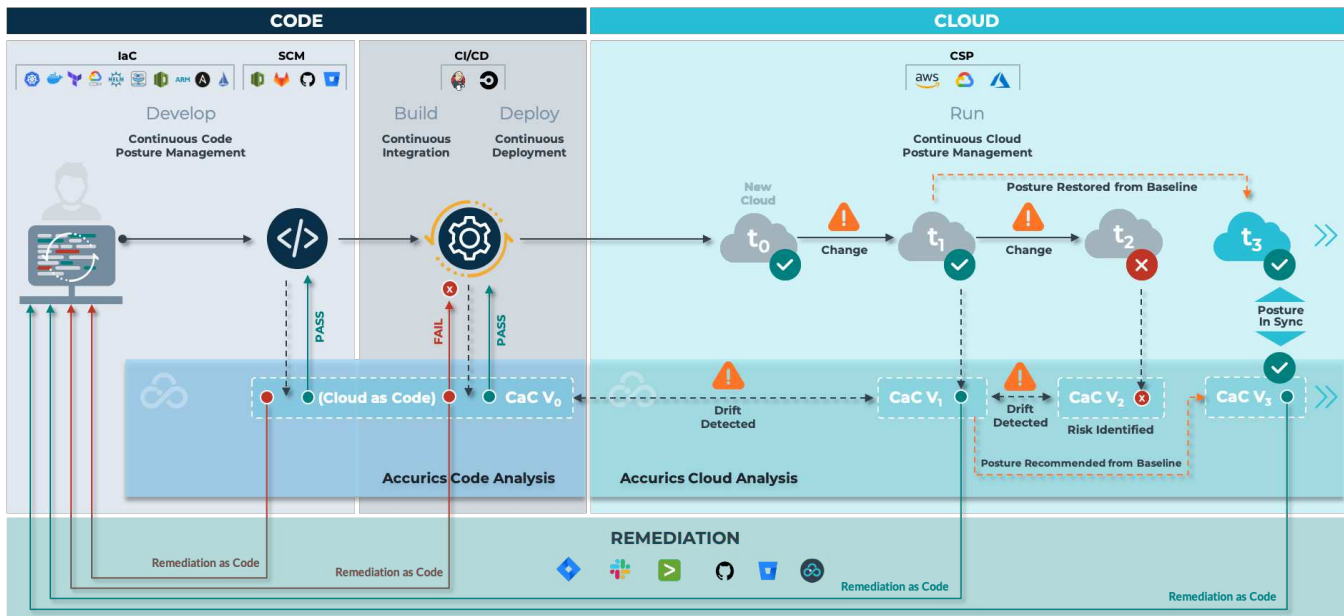 CODE
CLOUD
IaC
SCM
CI/CD
CSP
HELM
ARM
A
aws
Develop
Build
Deploy
Run
Continuous Code
Posture Management
Continuous
Integration
Continuous
Deployment
Continuous Cloud
Posture Management
New
Cloud
Posture Restored from Baseline
t0
Change
t1
Change
t2
t3
</>
PASS
x
FAIL
PASS
Posture
In Sync
(Cloud as Code)
CaC V0
Drift
Detected
CaC V1
Drift
Detected
CaC V2
x
Risk Identified
CaC V3
Posture Recommended from Baseline
Accurics Code Analysis
Accurics Cloud Analysis
REMEDIATION
Remediation as Code
Remediation as Code
Remediation as Code
Remediation as Code